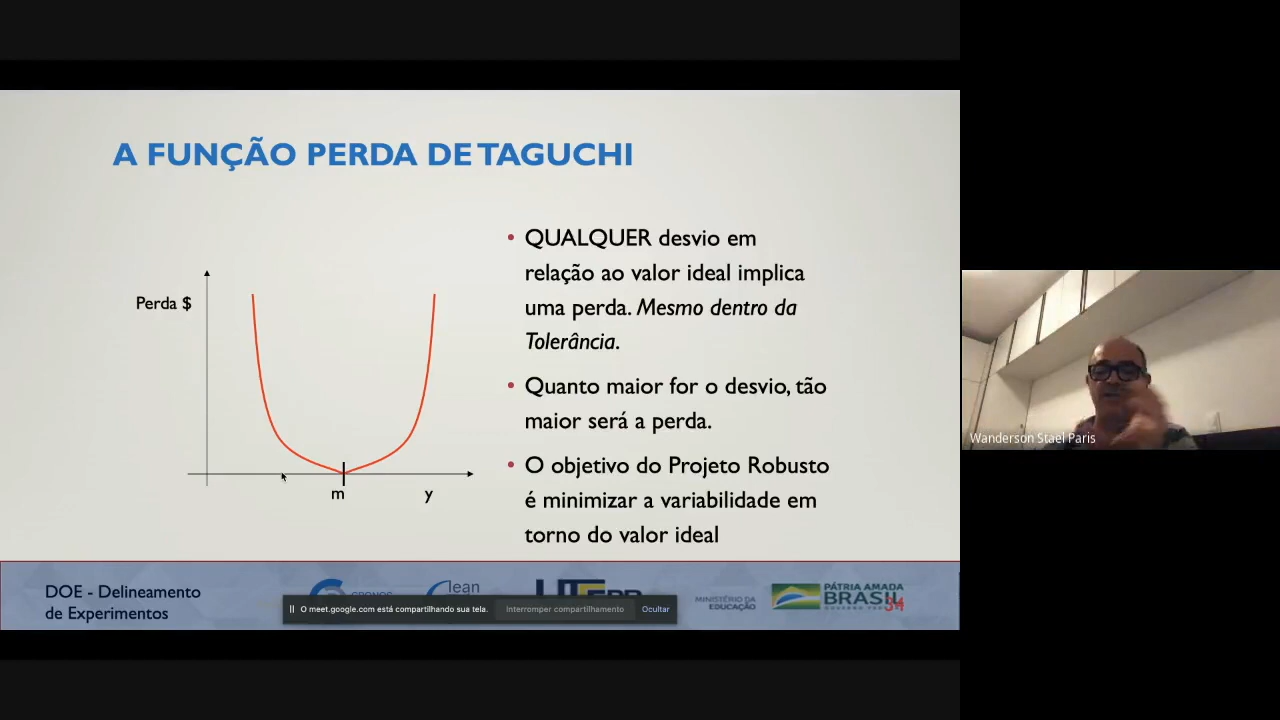 A FUNÇÃO PERDA DE TAGUCHI
Perda $
m
y
• QUALQUER desvio em
relação ao valor ideal implica
uma perda. Mesmo dentro da
Tolerância.
• Quanto maior for o desvio, tão
maior será a perda.
• O objetivo do Projeto Robusto
é minimizar a variabilidade em
torno do valor ideal
DOE - Delineamento
de Experimentos
lean
MINISTÉRIO DA
EDUCAÇÃO
PÁTRIA AMADA
BRASIL
34
O meet.google.com está compartilhando sua tela.
Interromper compartilhamento
Ocultar
Wanderson Stael Paris